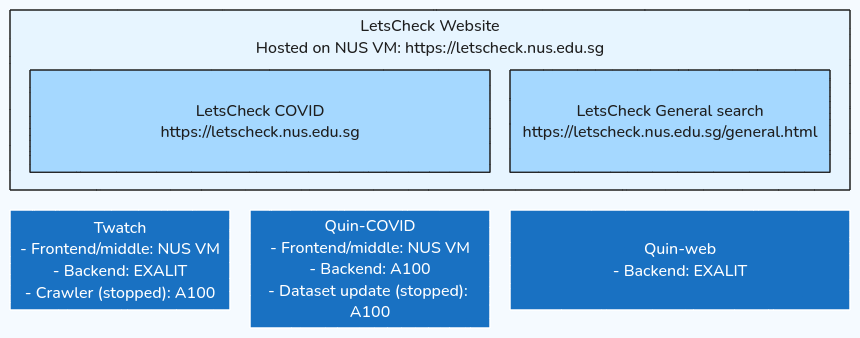 LetsCheck Website
Hosted on NUS VM: https://letscheck.nus.edu.sg
LetsCheck COVID
https://letscheck.nus.edu.sg
LetsCheck General search
https://letscheck.nus.edu.sg/general.html
Twatch
- Frontend/middle: NUS VM
- Backend: EXALIT
- Crawler (stopped): A100
Quin-COVID
- Frontend/middle: NUS VM
- Backend: A100
- Dataset update (stopped):
A100
Quin-web
- Backend: EXALIT